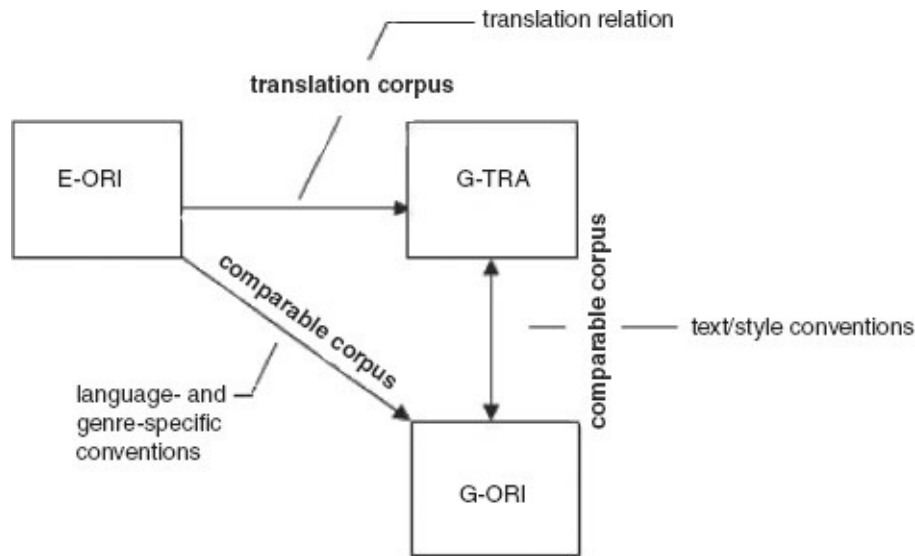 translation relation
translation corpus
E-ORI
G-TRA
comparable corpus
comparable corpus
text/style conventions
language- and
genre-specific
conventions
G-ORI